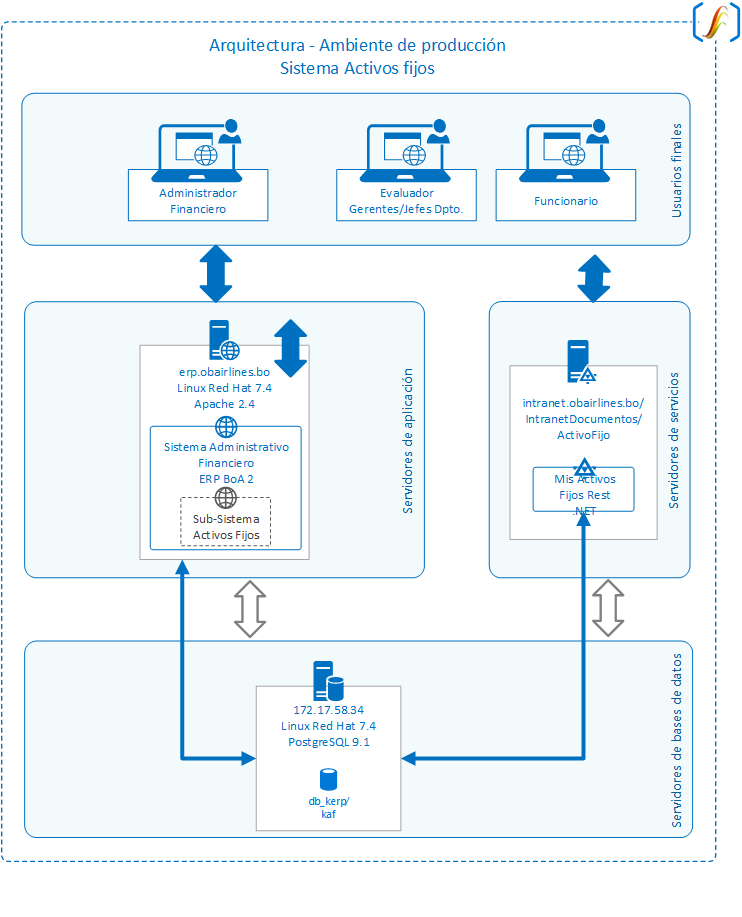 Arquitectura - Ambiente de producción
Sistema Activos fijos
Administrador
Financiero
Evaluador
Gerentes/Jefes Dpto.
Funcionario
Usuarios finales
erp.obairlines.bo
Linux Red Hat 7.4
Apache 2.4
Sistema Administrativo
Financiero
ERP BoA 2
Sub-Sistema
Activos Fijos
Servidores de aplicación
intranet.obairlines.bo/
IntranetDocumentos/
ActivoFijo
Mis Activos
Fijos Rest
.NET
Servidores de servicios
172.17.58.34
Linux Red Hat 7.4
PostgreSQL 9.1
db_kerp/
kaf
Servidores de bases de datos